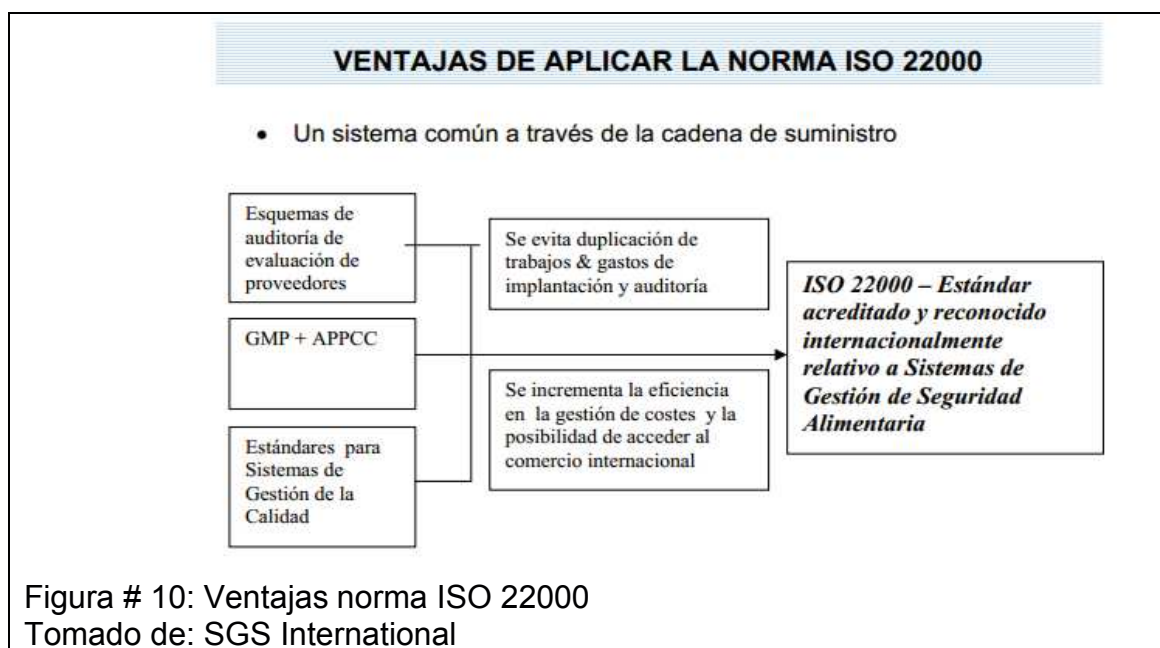 VENTAJAS DE APLICAR LA NORMA ISO 22000
• Un sistema común a través de la cadena de suministro
Esquemas de
auditoría de
evaluación de
proveedores
GMP + APPCC
Estándares para
Sistemas de
Gestión de la
Calidad
Se evita duplicación de
trabajos & gastos de
implantación y auditoría
Se incrementa la eficiencia
en la gestión de costes y la
posibilidad de acceder al
comercio internacional
ISO 22000 – Estándar
acreditado y reconocido
internacionalmente
relativo a Sistemas de
Gestión de Seguridad
Alimentaria
Figura # 10: Ventajas norma ISO 22000
Tomado de: SGS International